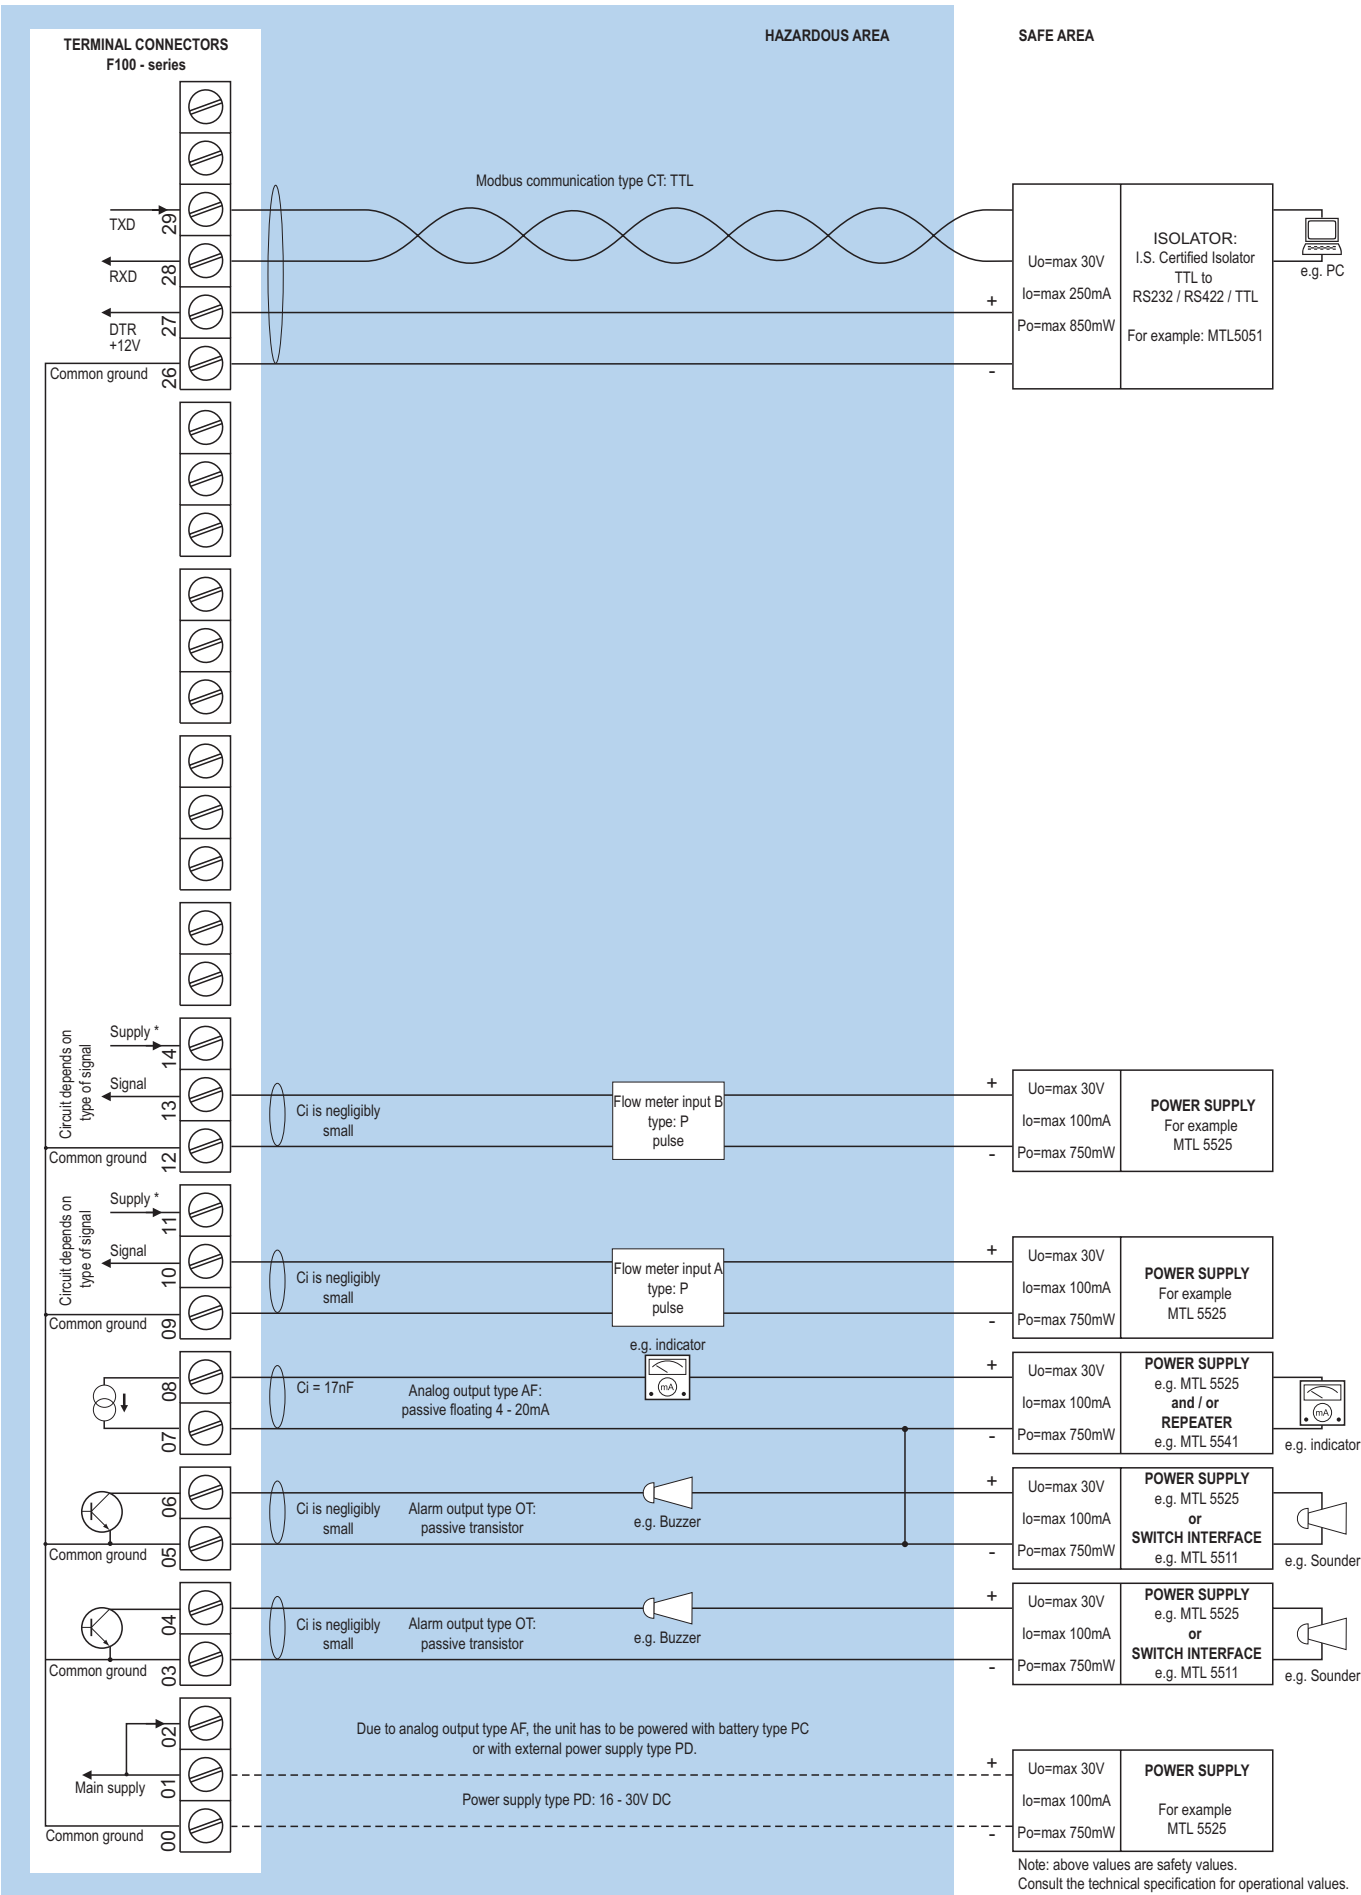 HAZARDOUS AREA
SAFE AREA
TERMINAL CONNECTORS
F100 - series
Modbus communication type CT: TTL
TXD
29
RXD
28
DTR
+12V
27
Common ground
26
+
-
Uo=max 30V
Io=max 250mA
Po=max 850mW
ISOLATOR:
I.S. Certified Isolator
TTL to
RS232 / RS422 / TTL
For example: MTL5051
e.g. PC
Circuit depends on
type of signal
Supply *
14
Signal
13
Common ground
12
Ci is negligibly
small
Flow meter input B
type: P
pulse
+
-
Uo=max 30V
Io=max 100mA
Po=max 750mW
POWER SUPPLY
For example
MTL 5525
Circuit depends on
type of signal
Supply *
11
Signal
10
Common ground
09
Ci is negligibly
small
Flow meter input A
type: P
pulse
+
-
Uo=max 30V
Io=max 100mA
Po=max 750mW
POWER SUPPLY
For example
MTL 5525
08
07
Ci = 17nF
Analog output type AF:
passive floating 4 - 20mA
e.g. indicator
mA
+
-
Uo=max 30V
Io=max 100mA
Po=max 750mW
POWER SUPPLY
e.g. MTL 5525
and / or
REPEATER
e.g. MTL 5541
mA
e.g. indicator
06
Common ground
05
Ci is negligibly
small
Alarm output type OT:
passive transistor
e.g. Buzzer
+
-
Uo=max 30V
Io=max 100mA
Po=max 750mW
POWER SUPPLY
e.g. MTL 5525
or
SWITCH INTERFACE
e.g. MTL 5511
e.g. Sounder
04
Common ground
03
Ci is negligibly
small
Alarm output type OT:
passive transistor
e.g. Buzzer
+
-
Uo=max 30V
Io=max 100mA
Po=max 750mW
POWER SUPPLY
e.g. MTL 5525
or
SWITCH INTERFACE
e.g. MTL 5511
e.g. Sounder
02
Main supply
01
Common ground
00
Due to analog output type AF, the unit has to be powered with battery type PC
or with external power supply type PD.
Power supply type PD: 16 - 30V DC
+
-
Uo=max 30V
Io=max 100mA
Po=max 750mW
POWER SUPPLY
For example
MTL 5525
Note: above values are safety values.
Consult the technical specification for operational values.